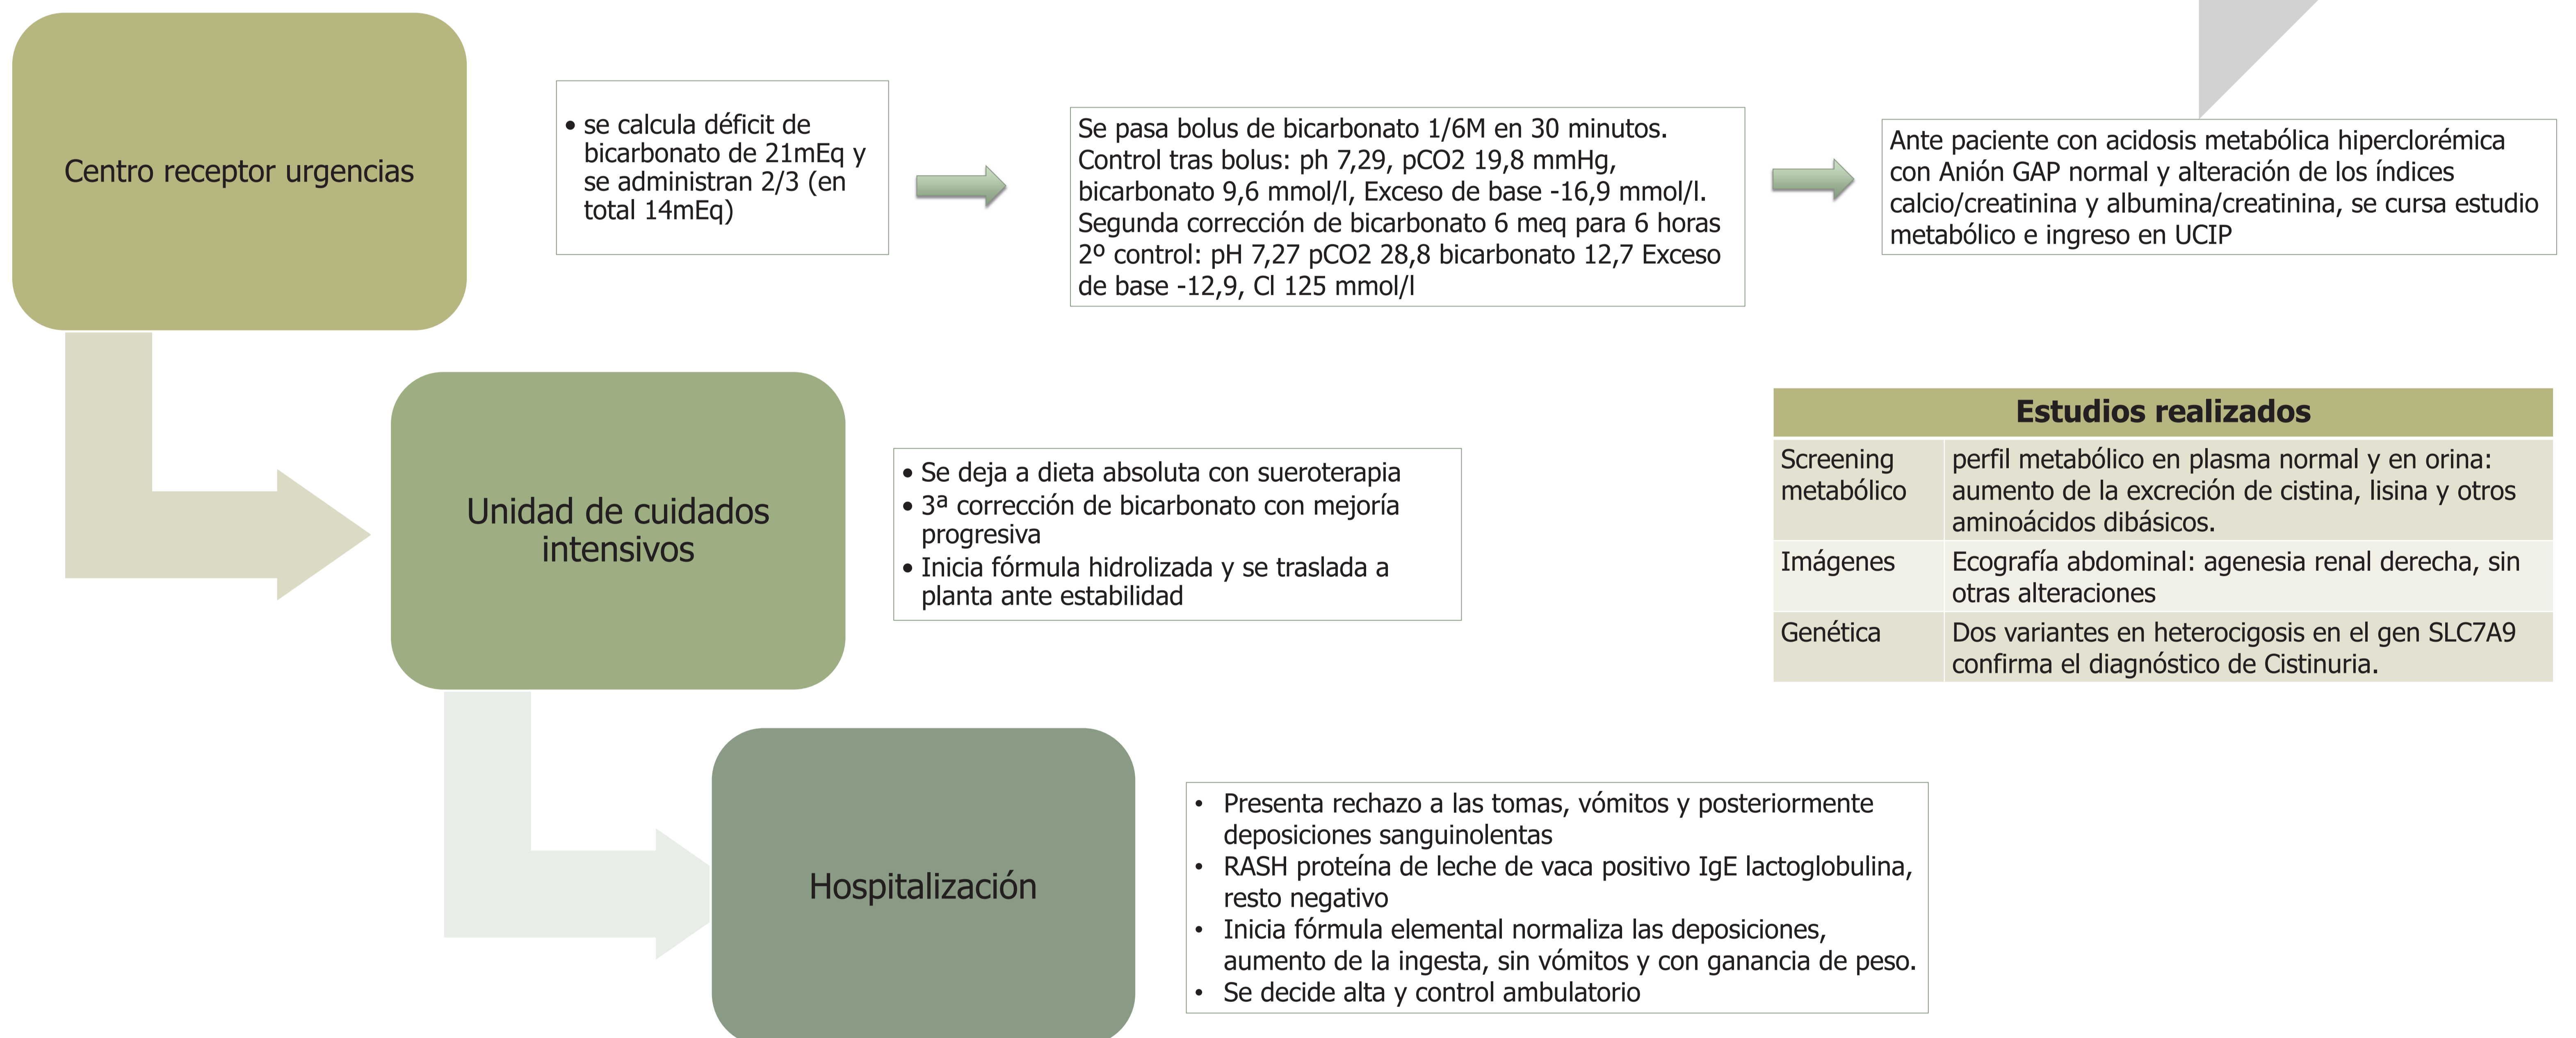 Centro receptor urgencias
• se calcula déficit de
bicarbonato de 21mEq y
se administran 2/3 (en
total 14mEq)
Se pasa bolus de bicarbonato 1/6M en 30 minutos.
Control tras bolus: ph 7,29, pCO2 19,8 mmHg,
bicarbonato 9,6 mmol/l, Exceso de base -16,9 mmol/l.
Segunda corrección de bicarbonato 6 meq para 6 horas
2º control: pH 7,27 pCO2 28,8 bicarbonato 12,7 Exceso
de base -12,9, Cl 125 mmol/l
Ante paciente con acidosis metabólica hiperclorémica
con Anión GAP normal y alteración de los índices
calcio/creatinina y albumina/creatinina, se cursa estudio
metabólico e ingreso en UCIP
Unidad de cuidados
intensivos
• Se deja a dieta absoluta con sueroterapia
• 3ª corrección de bicarbonato con mejoría
progresiva
• Inicia fórmula hidrolizada y se traslada a
planta ante estabilidad
Estudios realizados
Screening
metabólico
perfil metabólico en plasma normal y en orina:
aumento de la excreción de cistina, lisina y otros
aminoácidos dibásicos.
Imágenes
Ecografía abdominal: agenesia renal derecha, sin
otras alteraciones
Genética
Dos variantes en heterocigosis en el gen SLC7A9
confirma el diagnóstico de Cistinuria.
Hospitalización
• Presenta rechazo a las tomas, vómitos y posteriormente
deposiciones sanguinolentas
• RASH proteína de leche de vaca positivo IgE lactoglobulina,
resto negativo
• Inicia fórmula elemental normaliza las deposiciones,
aumento de la ingesta, sin vómitos y con ganancia de peso.
• Se decide alta y control ambulatorio